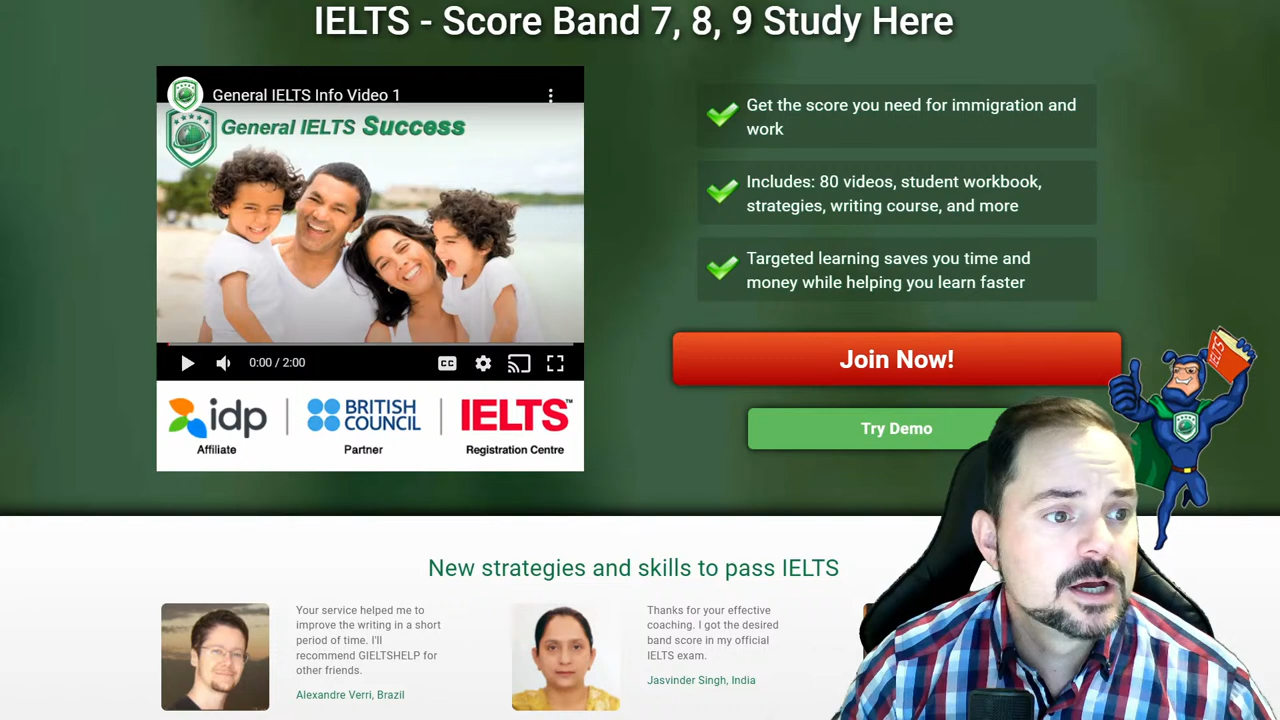 IELTS - Score Band 7, 8, 9 Study Here
General IELTS Info Video 1
General IELTS Success
0:00 / 2:00
CC
idp
Affiliate
BRITISH
COUNCIL
Partner
IELTS™
Registration Centre
Get the score you need for immigration and
work
Includes: 80 videos, student workbook,
strategies, writing course, and more
Targeted learning saves you time and
money while helping you learn faster
Join Now!
Try Demo
IELTS
New strategies and skills to pass IELTS
Your service helped me to
improve the writing in a short
period of time. I'll
recommend GIELTSHELP for
other friends.
Alexandre Verri, Brazil
Thanks for your effective
coaching. I got the desired
band score in my official
IELTS exam.
Jasvinder Singh, India